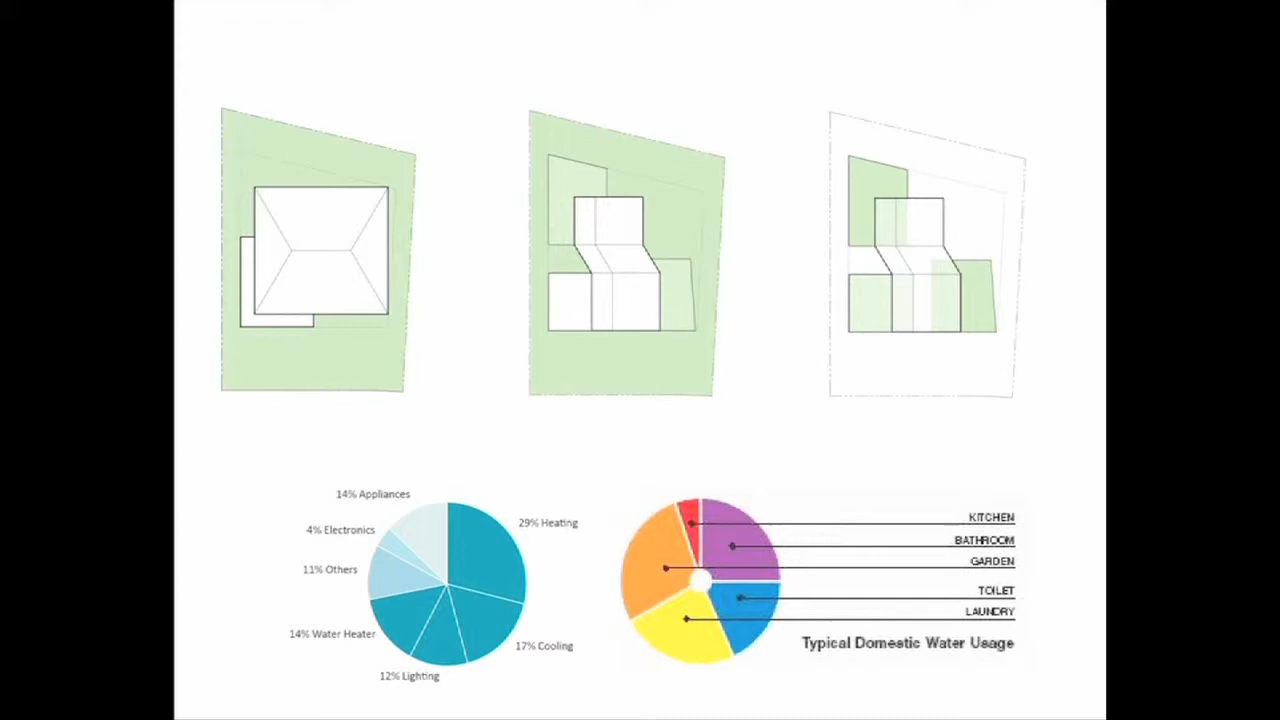 14% Appliances
29% Heating
4% Electronics
11% Others
14% Water Heater
17% Cooling
12% Lighting
KITCHEN
BATHROOM
GARDEN
TOILET
LAUNDRY
Typical Domestic Water Usage